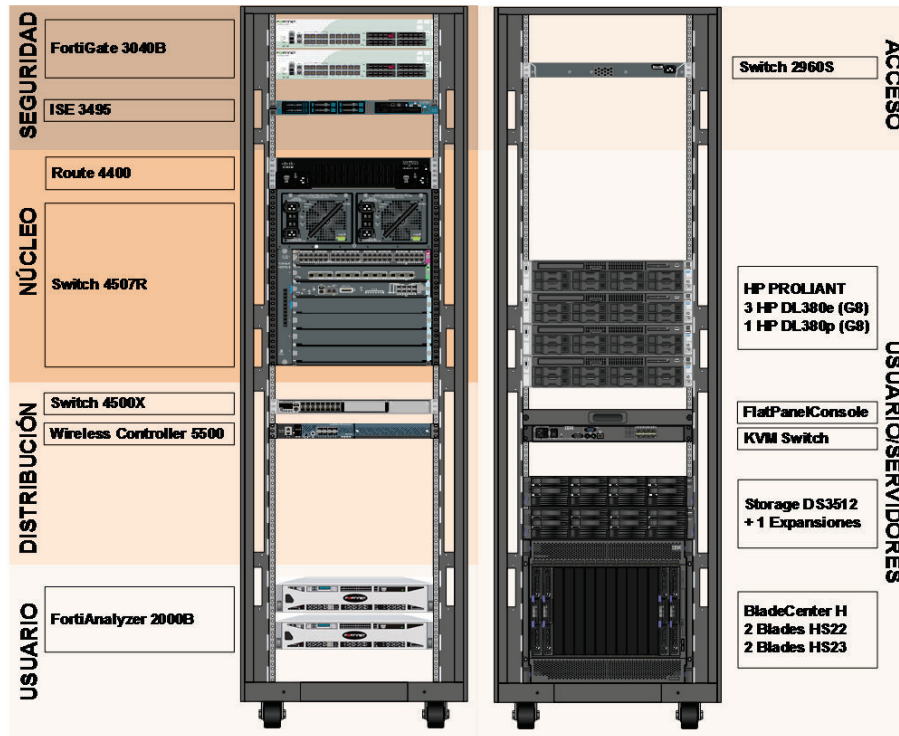 SEGURIDAD
FortiGate 3040B
ISE 3495
NÚCLEO
Route 4400
Switch 4507R
DISTRIBUCIÓN
Switch 4500X
Wireless Controller 5500
USUARIO
FortiAnalyzer 2000B
ACCESO
Switch 2960S
USUARIO/SERVIDORES
HP PROLIANT
3 HP DL380e (G8)
1 HP DL380p (G8)
FlatPanelConsole
KVM Switch
Storage DS3512
+ 1 Expansiones
BladeCenter H
2 Blades HS22
2 Blades HS23